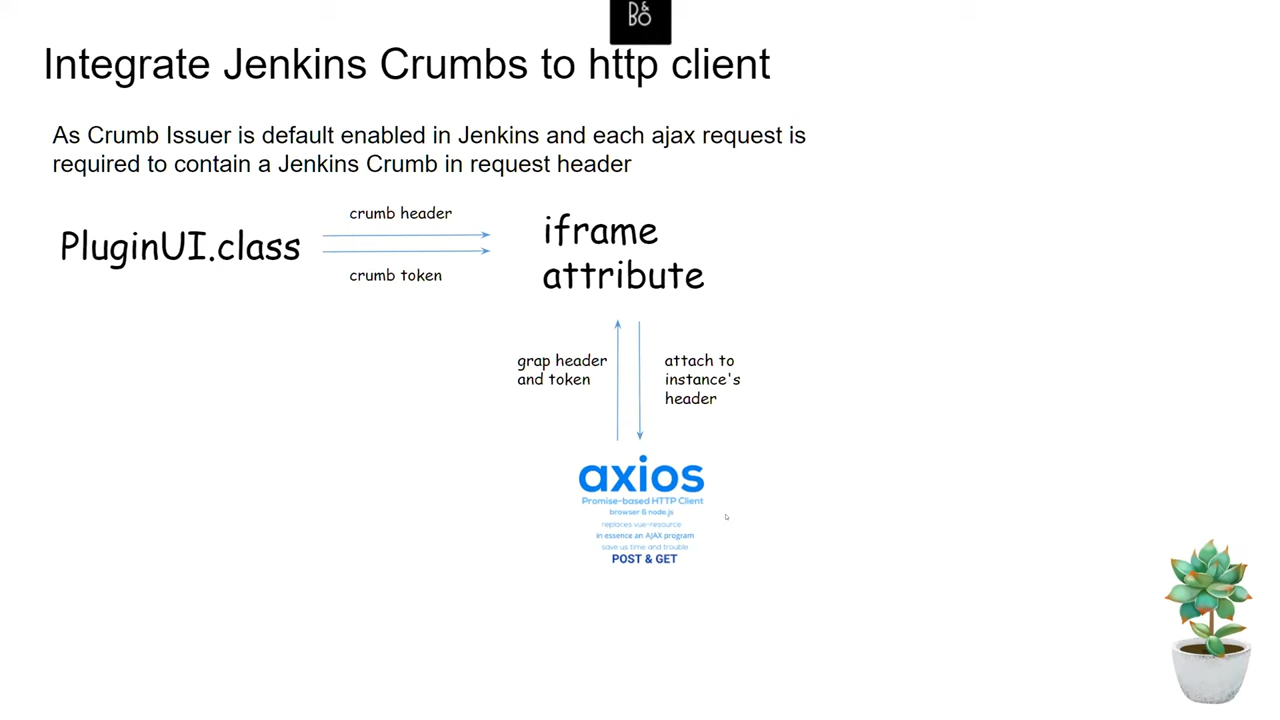 B&O
Integrate Jenkins Crumbs to http client
As Crumb Issuer is default enabled in Jenkins and each ajax request is
required to contain a Jenkins Crumb in request header
PluginUI.class
crumb header
crumb token
iframe
attribute
grap header
and token
attach to
instance's
header
axios
Promise-based HTTP Client
browser & node.js
replaces vue-resource
in essence an AJAX program
save us time and trouble
POST & GET